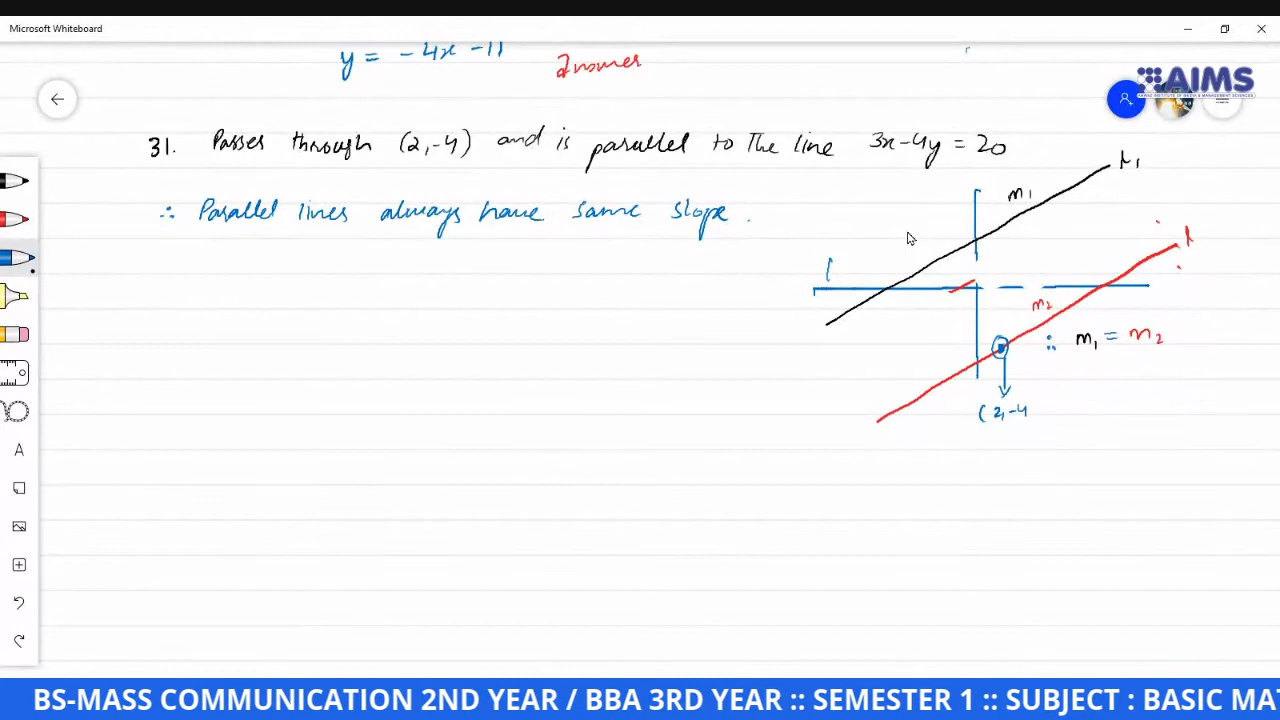 Microsoft Whiteboard
y = -4x -11
AIMS
31. Passes through (2,-4) and is parallel to the line 3x-4y = 20
∴ Parallel lines always have same slope.
m1
m2
∴ m1 = m2
(2,-4
A
BS-MASS COMMUNICATION 2ND YEAR / BBA 3RD YEAR :: SEMESTER 1 :: SUBJECT : BASIC MA